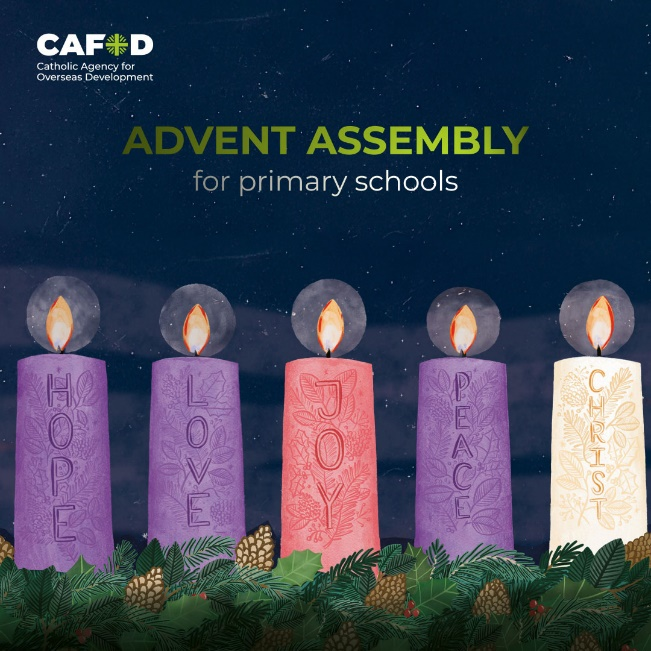 CAFOD
Catholic Agency for
Overseas Development
ADVENT ASSEMBLY
for primary schools
HOPE
LOVE
JOY
PEACE
CHRIST